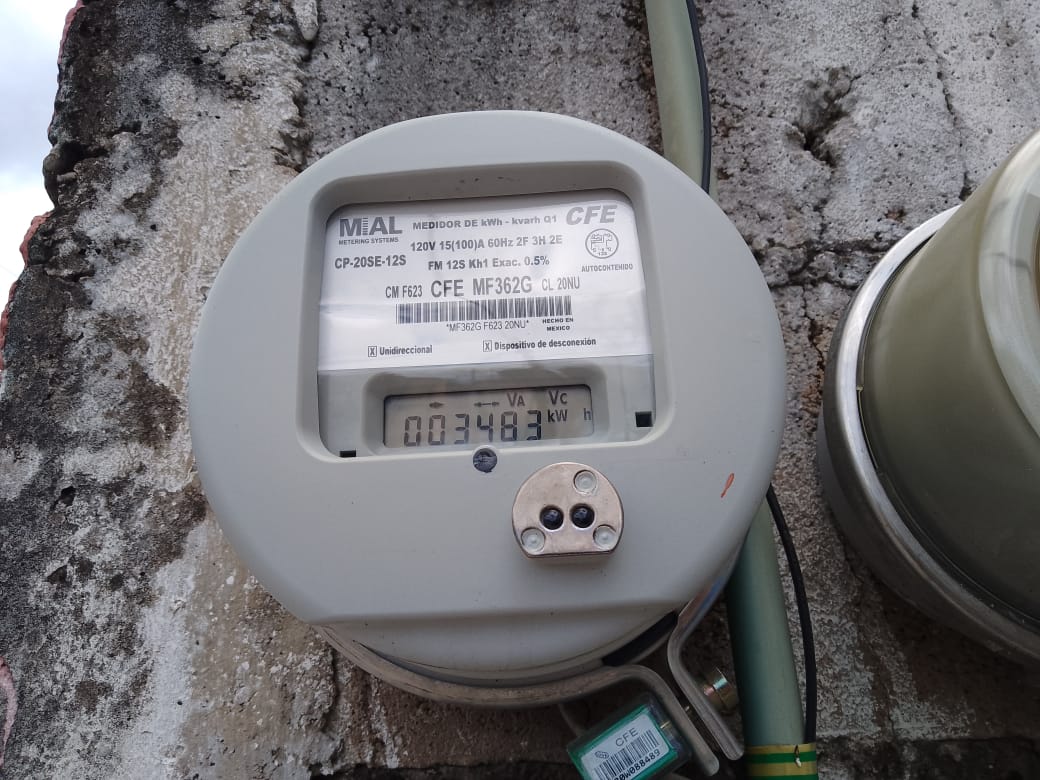 MIAL
METERING SYSTEMS
MEDIDOR DE kWh - kvarh Q1
CFE
120V 15(100)A 60Hz 2F 3H 2E
CP-20SE-12S
FM 12S Kh1 Exac. 0.5%
AUTOCONTENIDO
CM F623 CFE MF362G CL 20NU
*MF362G F623 20NU*
HECHO EN
MEXICO
X Unidireccional
X Dispositivo de desconexión
VA VC
003483 kW h
CFE